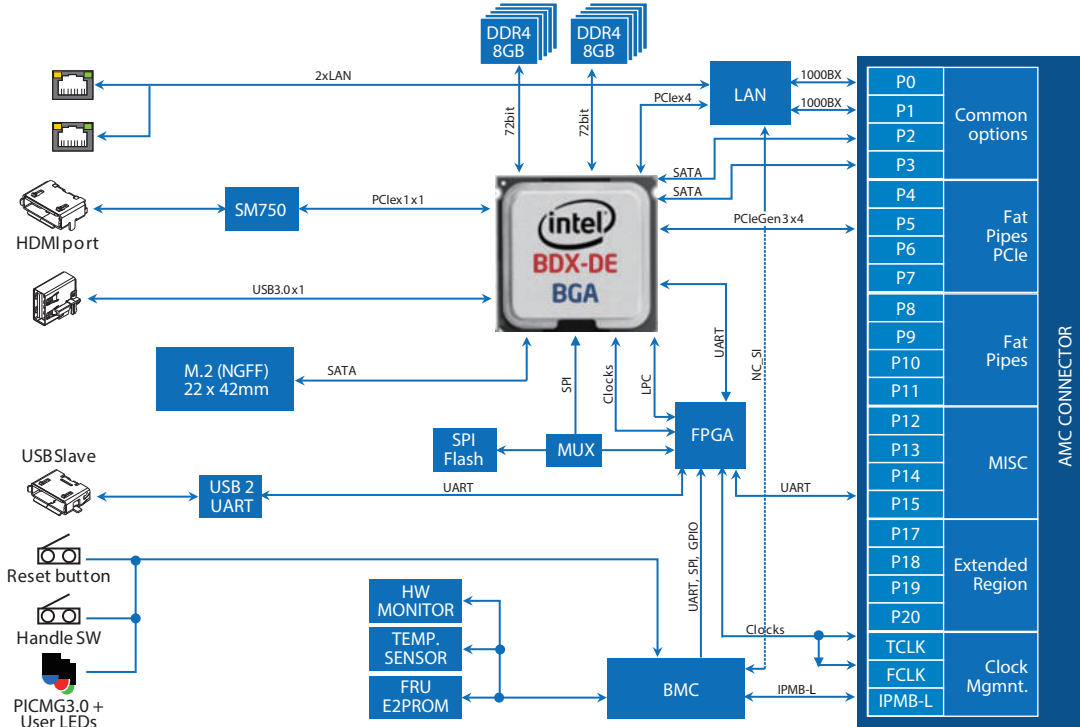 DDR4
8GB
DDR4
8GB
2xLAN
72bit
72bit
PCIex4
LAN
1000BX
1000BX
SATA
SATA
HDMI port
SM750
PCIex1x1
intel
BDX-DE
BGA
PCIeGen3x4
USB3.0x1
M.2 (NGFF)
22 x 42mm
SATA
SPI
Clocks
LPC
UART
NC_SI
SPI
Flash
MUX
FPGA
USB Slave
USB 2
UART
UART
UART
Reset button
Handle SW
PICMG3.0 +
User LEDs
HW
MONITOR
TEMP.
SENSOR
FRU
E2PROM
UART, SPI, GPIO
Clocks
BMC
IPMB-L
P0
P1
P2
P3
Common
options
P4
P5
P6
P7
Fat
Pipes
PCIe
P8
P9
P10
P11
Fat
Pipes
P12
P13
P14
P15
MISC
P17
P18
P19
P20
Extended
Region
TCLK
FCLK
IPMB-L
Clock
Mgmnt.
AMC CONNECTOR